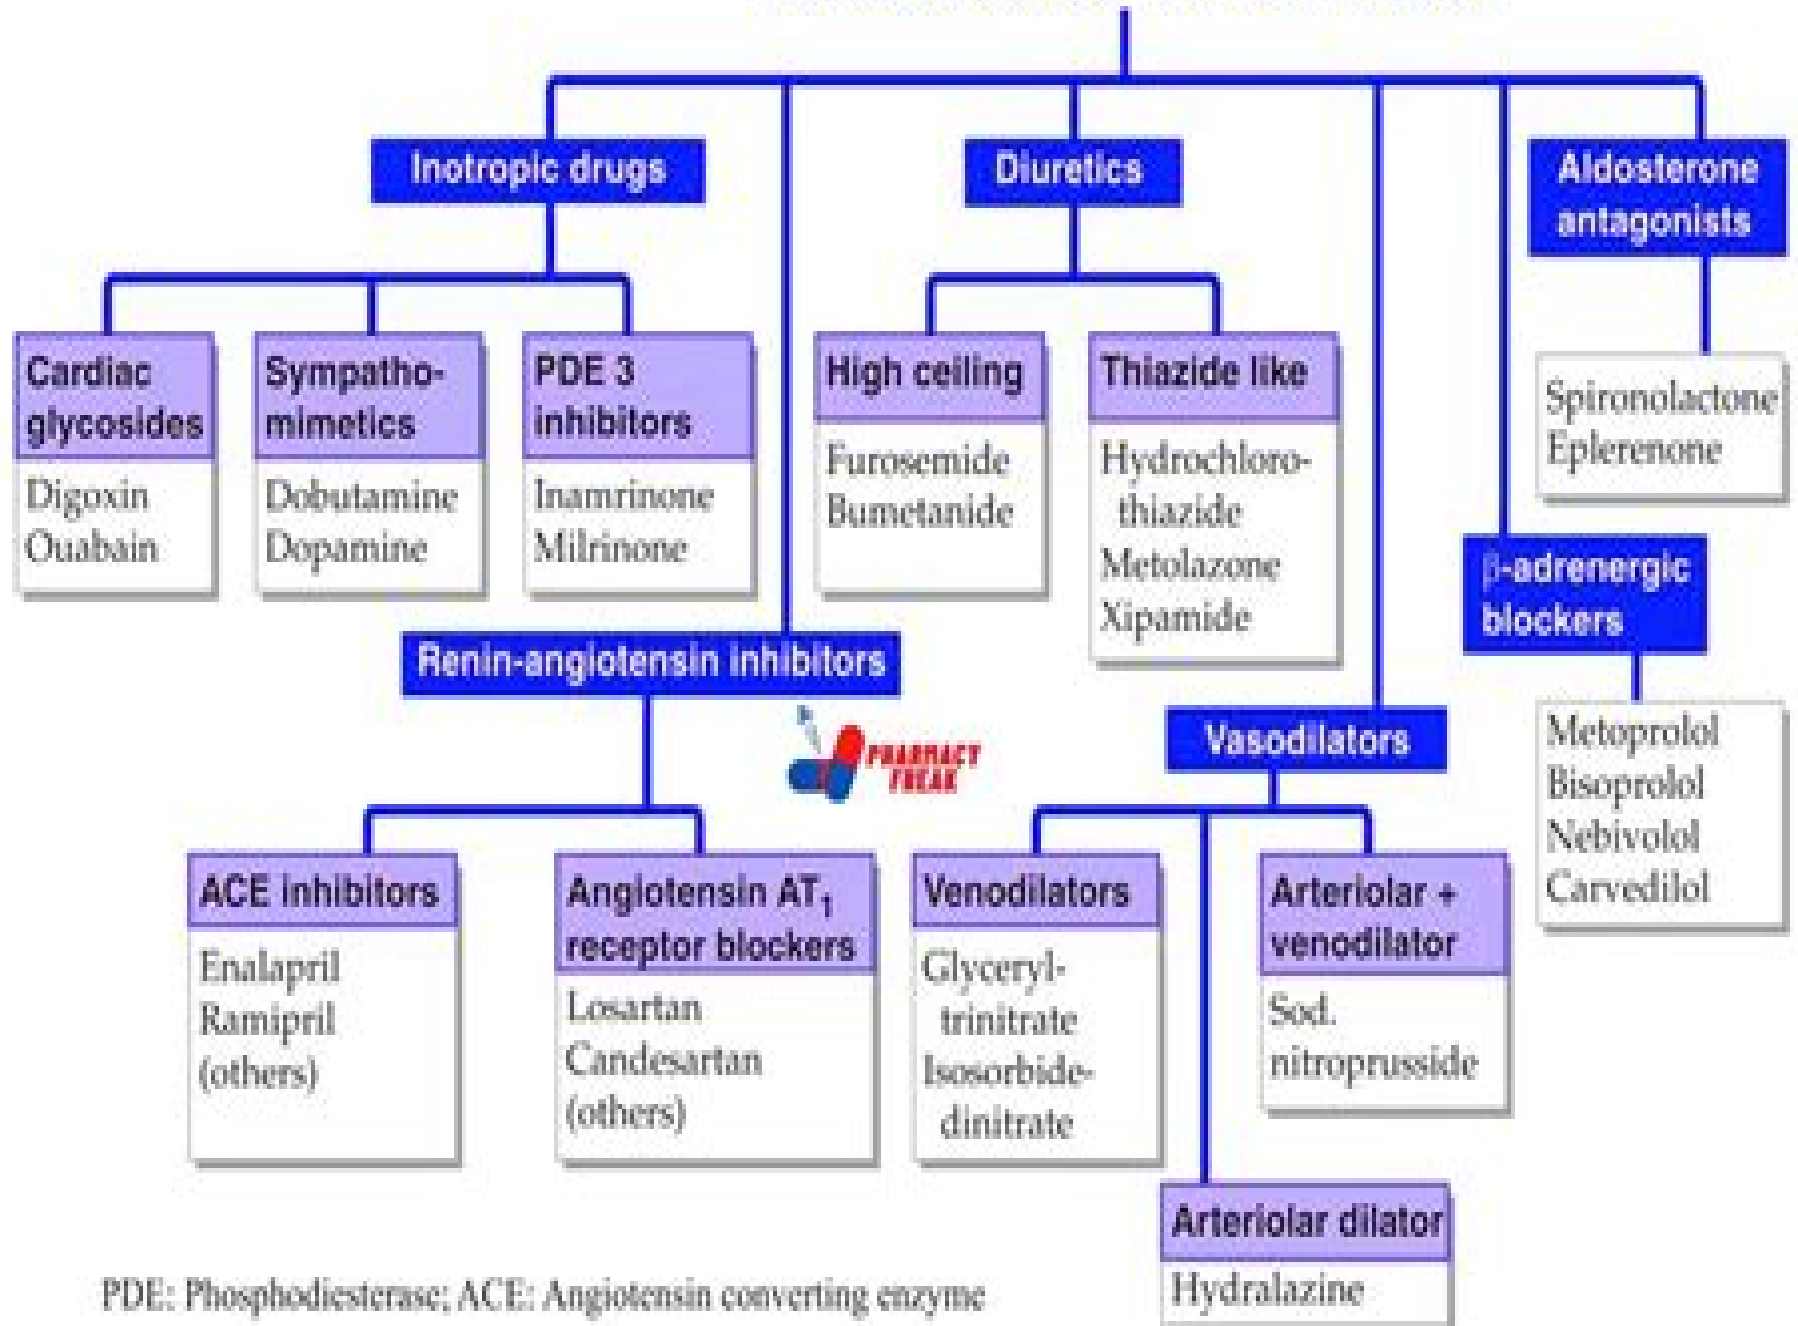 Inotropic drugs
Diuretics
Aldosterone
antagonists
Cardiac
glycosides
Digoxin
Ouabain
Sympatho-
mimetics
Dobutamine
Dopamine
PDE 3
inhibitors
Inamrinone
Milrinone
High ceiling
Furosemide
Bumetanide
Thiazide like
Hydrochloro-
thiazide
Metolazone
Xipamide
Spironolactone
Eplerenone
β-adrenergic
blockers
Metoprolol
Bisoprolol
Nebivolol
Carvedilol
Renin-angiotensin inhibitors
PHARMACY
FREAK
Vasodilators
ACE inhibitors
Enalapril
Ramipril
(others)
Angiotensin AT₁
receptor blockers
Losartan
Candesartan
(others)
Venodilators
Glyceryl-
trinitrate
Isosorbide-
dinitrate
Arteriolar +
venodilator
Sod.
nitroprusside
Arteriolar dilator
Hydralazine
PDE: Phosphodiesterase; ACE: Angiotensin converting enzyme